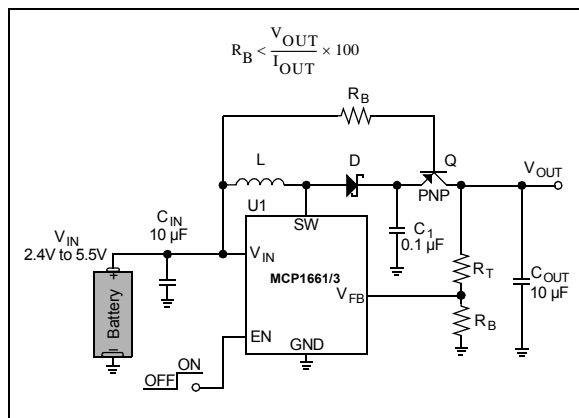 R_B < V_OUT / I_OUT × 100
R_B
L
D
Q
V_OUT
PNP
U1
C_IN
10 µF
V_IN
2.4V to 5.5V
SW
C_1
0.1 µF
V_IN
MCP1661/3
R_T
C_OUT
10 µF
V_FB
R_B
+
Battery
–
EN
GND
ON
OFF